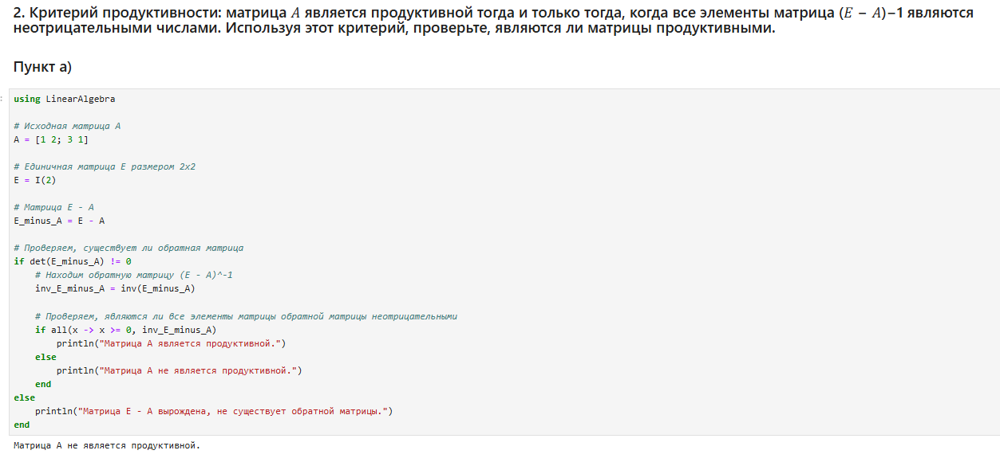 2. Критерий продуктивности: матрица A является продуктивной тогда и только тогда, когда все элементы матрица (E − A)−1 являются
неотрицательными числами. Используя этот критерий, проверьте, являются ли матрицы продуктивными.
Пункт а)
:
using LinearAlgebra
# Исходная матрица A
A = [1 2; 3 1]
# Единичная матрица E размером 2x2
E = I(2)
# Матрица E - A
E_minus_A = E - A
# Проверяем, существует ли обратная матрица
if det(E_minus_A) != 0
# Находим обратную матрицу (E - A)^-1
inv_E_minus_A = inv(E_minus_A)
# Проверяем, являются ли все элементы матрицы обратной матрицы неотрицательными
if all(x -> x >= 0, inv_E_minus_A)
println("Матрица A является продуктивной.")
else
println("Матрица A не является продуктивной.")
end
else
println("Матрица E - A вырождена, не существует обратной матрицы.")
end
Матрица A не является продуктивной.